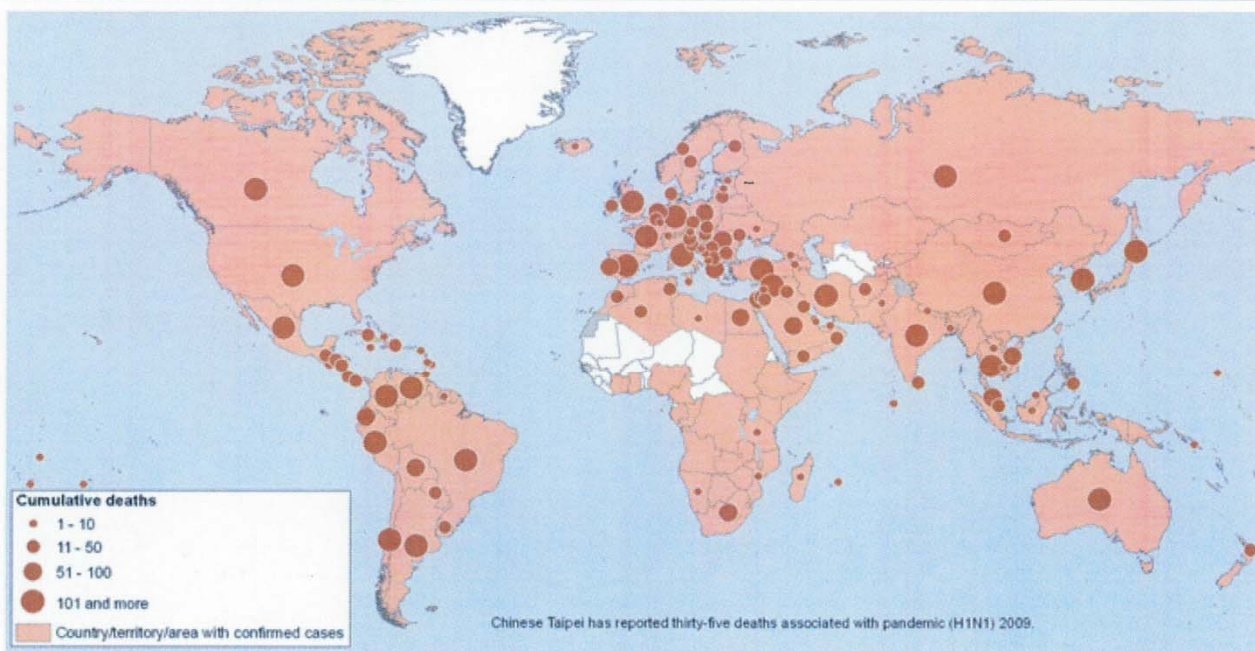 Cumulative deaths
1 - 10
11 - 50
51 - 100
101 and more
Country/territory/area with confirmed cases
Chinese Taipei has reported thirty-five deaths associated with pandemic (H1N1) 2009.